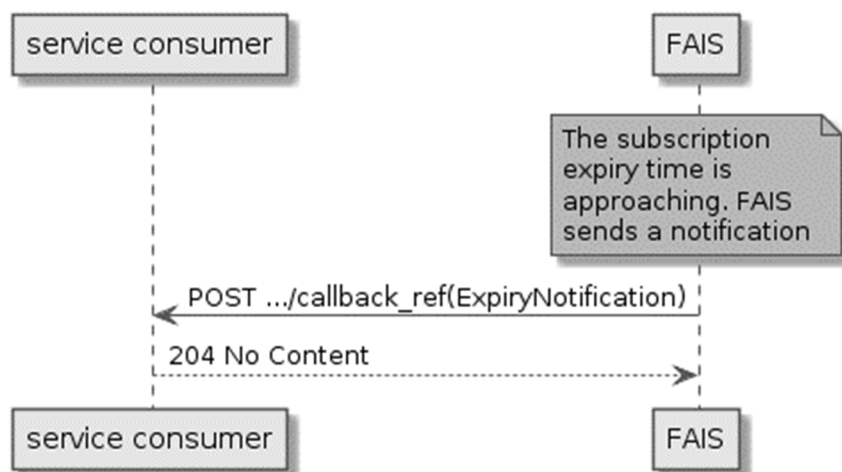 service consumer
FAIS
The subscription
expiry time is
approaching. FAIS
sends a notification
POST .../callback_ref(ExpiryNotification)
204 No Content
service consumer
FAIS